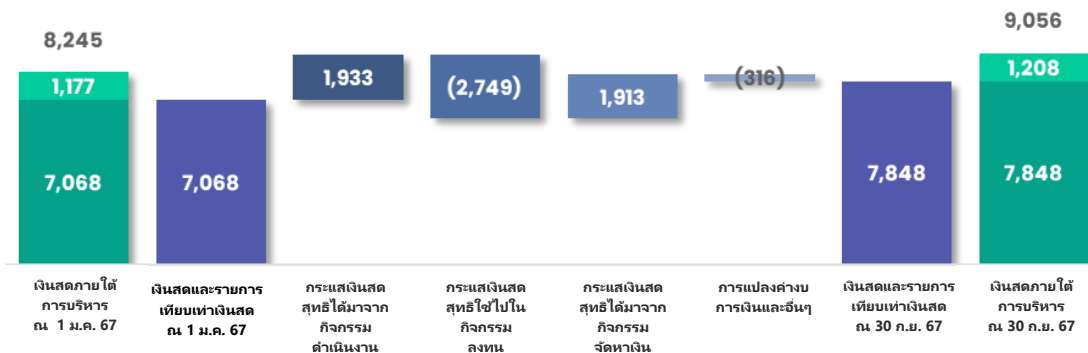 8,245
9,056
1,177
1,933
(2,749)
1,913
(316)
1,208
7,068
7,068
7,848
7,848
เงินสดภายใต้
การบริหาร
ณ 1 ม.ค. 67
เงินสดและรายการ
เทียบเท่าเงินสด
ณ 1 ม.ค. 67
กระแสเงินสด
สุทธิได้มาจาก
กิจกรรม
ดำเนินงาน
กระแสเงินสด
สุทธิใช้ไปใน
กิจกรรม
ลงทุน
กระแสเงินสด
สุทธิได้มาจาก
กิจกรรม
จัดหาเงิน
การแปลงค่างบ
การเงินและอื่นๆ
เงินสดและรายการ
เทียบเท่าเงินสด
ณ 30 ก.ย. 67
เงินสดภายใต้
การบริหาร
ณ 30 ก.ย. 67